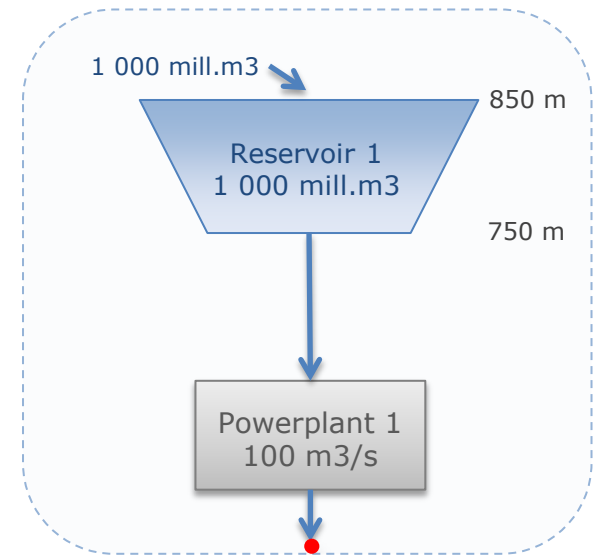 1 000 mill.m3
850 m
Reservoir 1
1 000 mill.m3
750 m
Powerplant 1
100 m3/s